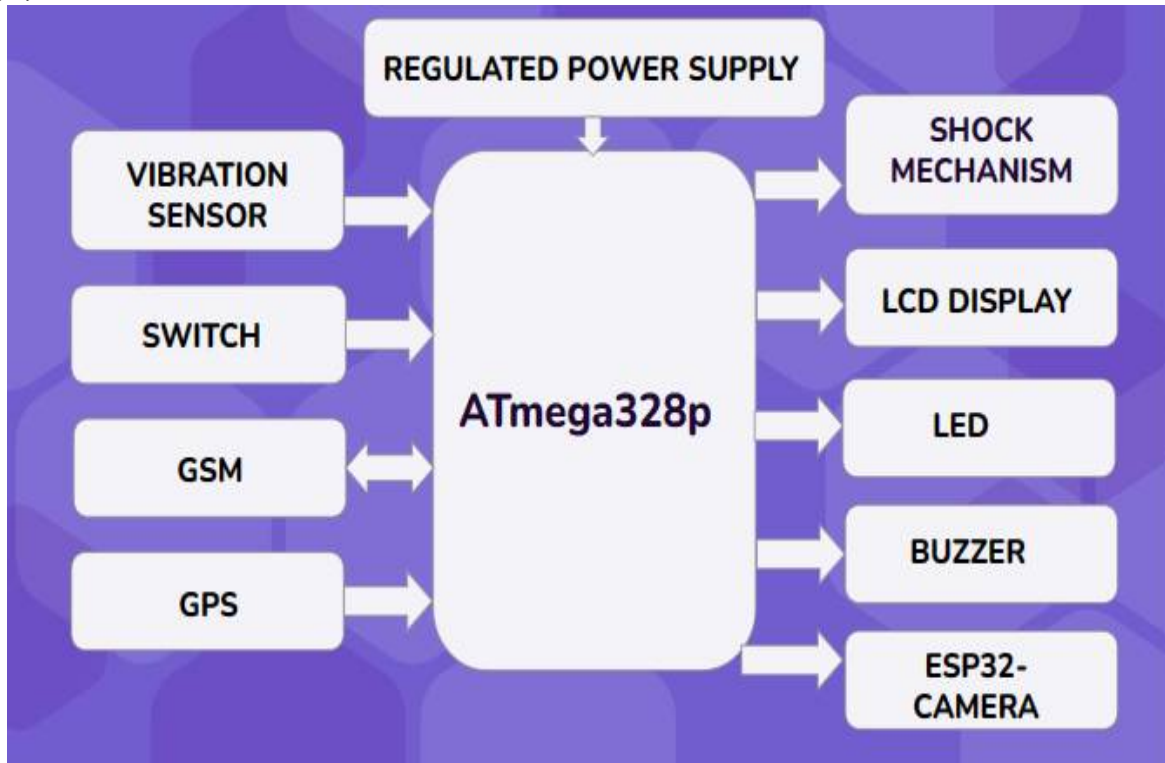 REGULATED POWER SUPPLY
VIBRATION
SENSOR
SWITCH
GSM
GPS
ATmega328p
SHOCK
MECHANISM
LCD DISPLAY
LED
BUZZER
ESP32-
CAMERA